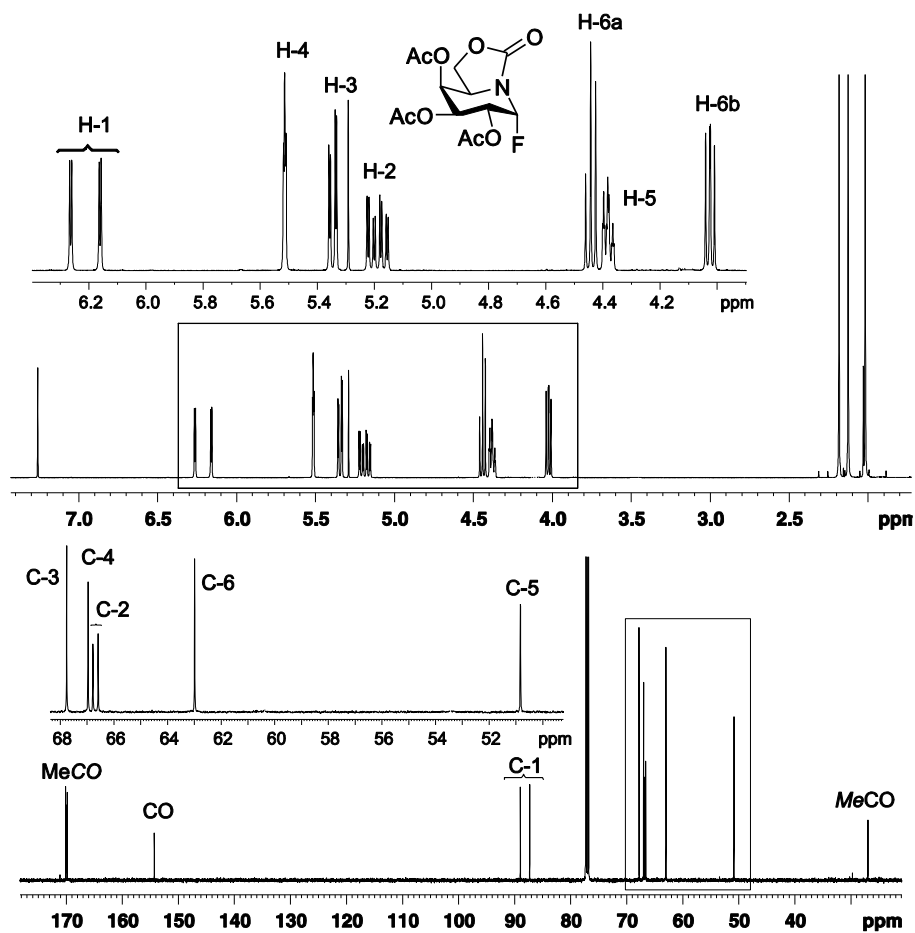 H-6a
H-4
AcO
O
O
H-3
H-6b
N
H-1
AcO
AcO
F
H-2
H-5
6.2 6.0 5.8 5.6 5.4 5.2 5.0 4.8 4.6 4.4 4.2 ppm
7.0 6.5 6.0 5.5 5.0 4.5 4.0 3.5 3.0 2.5 ppm
C-4
C-3
C-6
C-5
C-2
68 66 64 62 60 58 56 54 52 ppm
MeCO
C-1
CO
MeCO
170 160 150 140 130 120 110 100 90 80 70 60 50 40 ppm